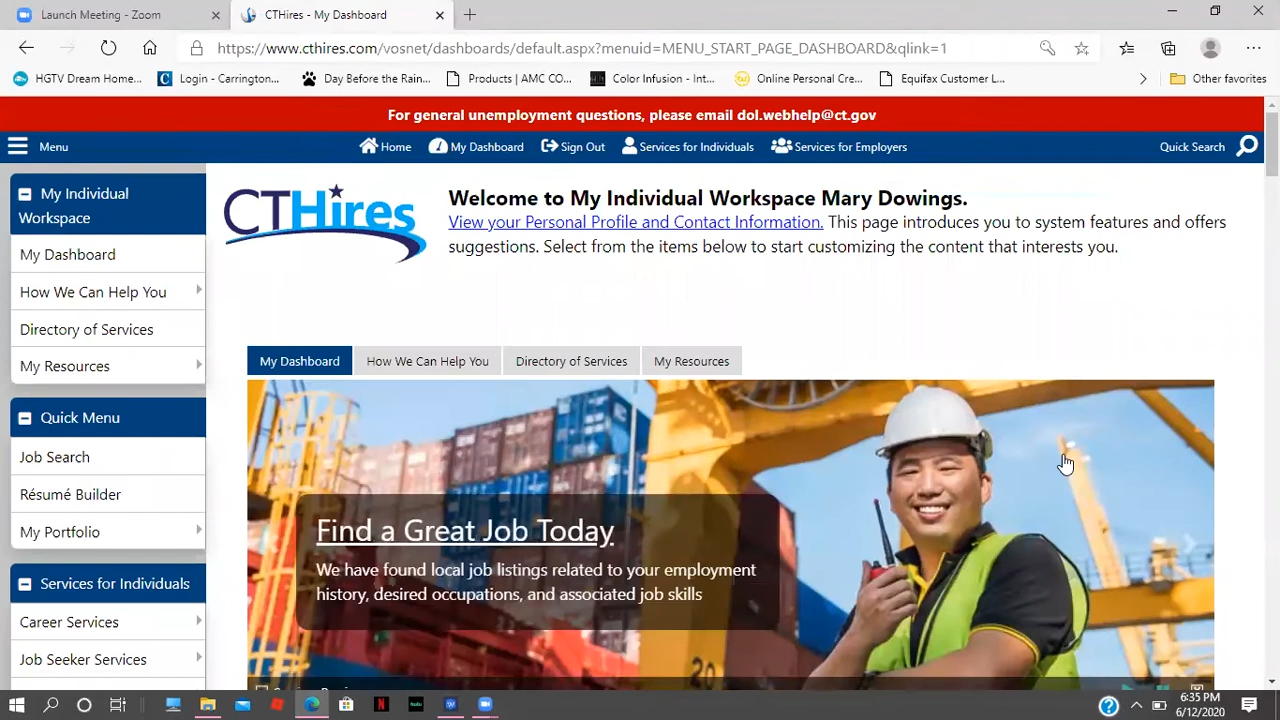 Launch Meeting - Zoom
CTHires - My Dashboard
https://www.cthires.com/vosnet/dashboards/default.aspx?menuid=MENU_START_PAGE_DASHBOARD&qlink=1
HGTV Dream Home...
Login - Carrington...
Day Before the Rain...
Products | AMC CO...
Color Infusion - Int...
Online Personal Cre...
Equifax Customer L...
Other favorites
For general unemployment questions, please email dol.webhelp@ct.gov
Menu
Home
My Dashboard
Sign Out
Services for Individuals
Services for Employers
Quick Search
My Individual
Workspace
My Dashboard
How We Can Help You
Directory of Services
My Resources
Quick Menu
Job Search
Résumé Builder
My Portfolio
Services for Individuals
Career Services
Job Seeker Services
CTHires
Welcome to My Individual Workspace Mary Dowings.
View your Personal Profile and Contact Information. This page introduces you to system features and offers
suggestions. Select from the items below to start customizing the content that interests you.
My Dashboard
How We Can Help You
Directory of Services
My Resources
Find a Great Job Today
We have found local job listings related to your employment
history, desired occupations, and associated job skills
20
hulu
6:35 PM
6/12/2020